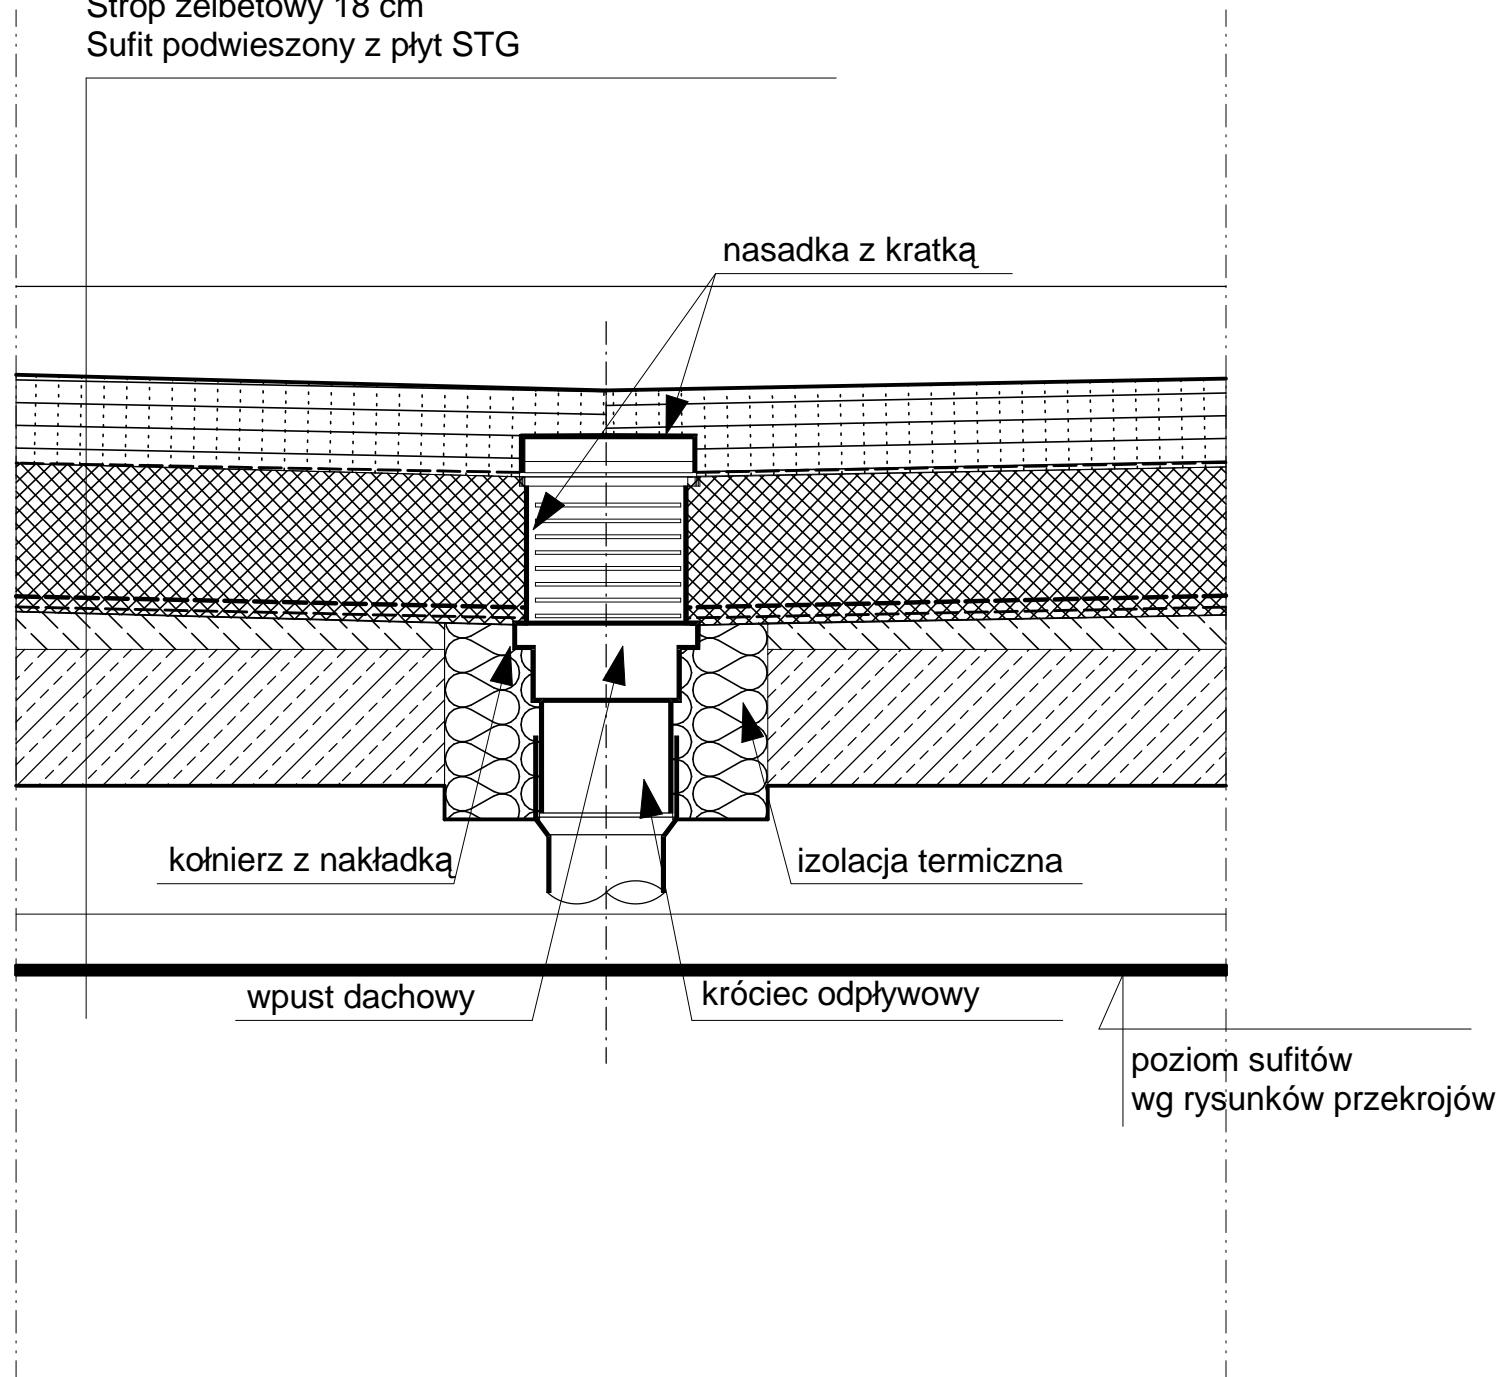 Strop żelbetowy 18 cm
Sufit podwieszony z płyt STG
nasadka z kratką
kołnierz z nakładką
izolacja termiczna
wpust dachowy
króciec odpływowy
poziom sufitów
wg rysunków przekrojów